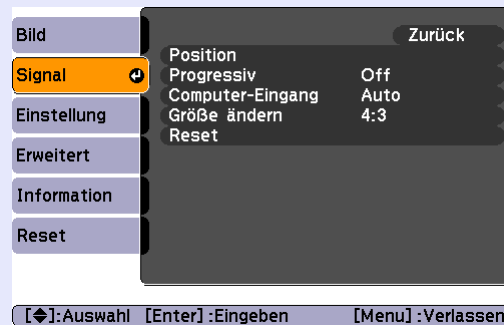 Bild
Signal
Einstellung
Erweitert
Information
Reset
Zurück
Position
Progressiv Off
Computer-Eingang Auto
Größe ändern 4:3
Reset
[◆]:Auswahl [Enter]:Eingeben [Menu]:Verlassen